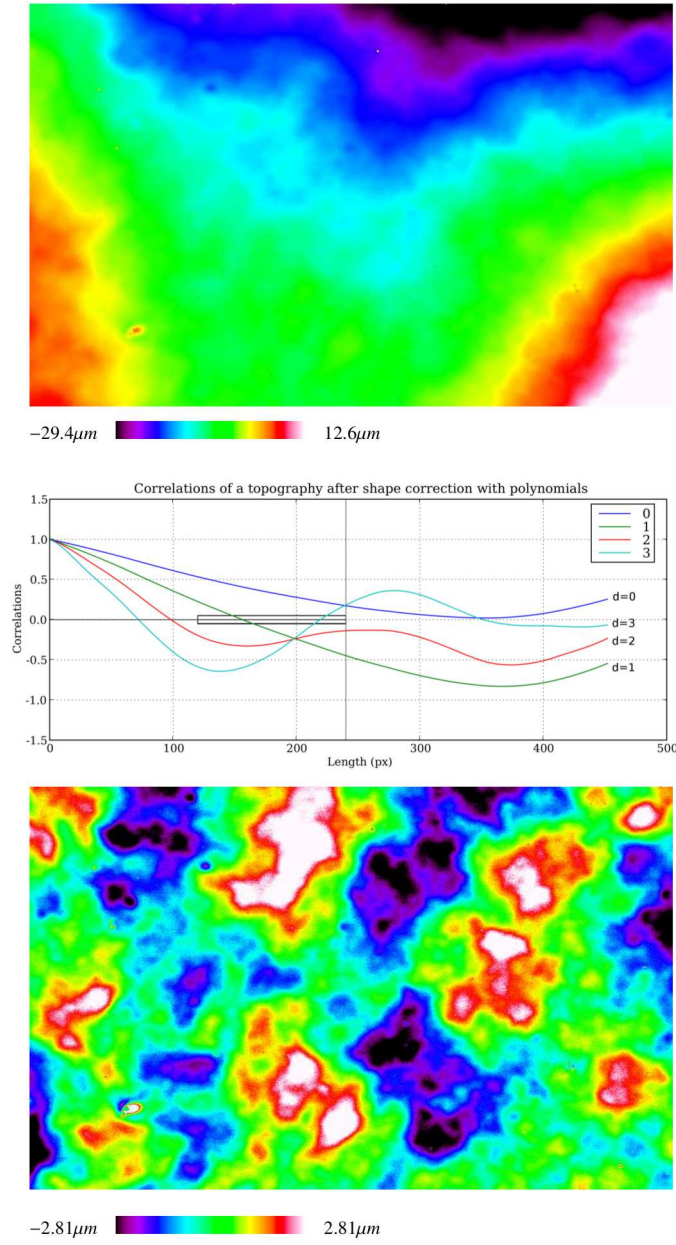 −29.4μm 12.6μm
Correlations of a topography after shape correction with polynomials
1.5
1.0
0.5
0.0
-0.5
-1.0
-1.5
Correlations
0
1
2
3
d=0
d=3
d=2
d=1
0 100 200 300 400 500
Length (px)
−2.81μm 2.81μm